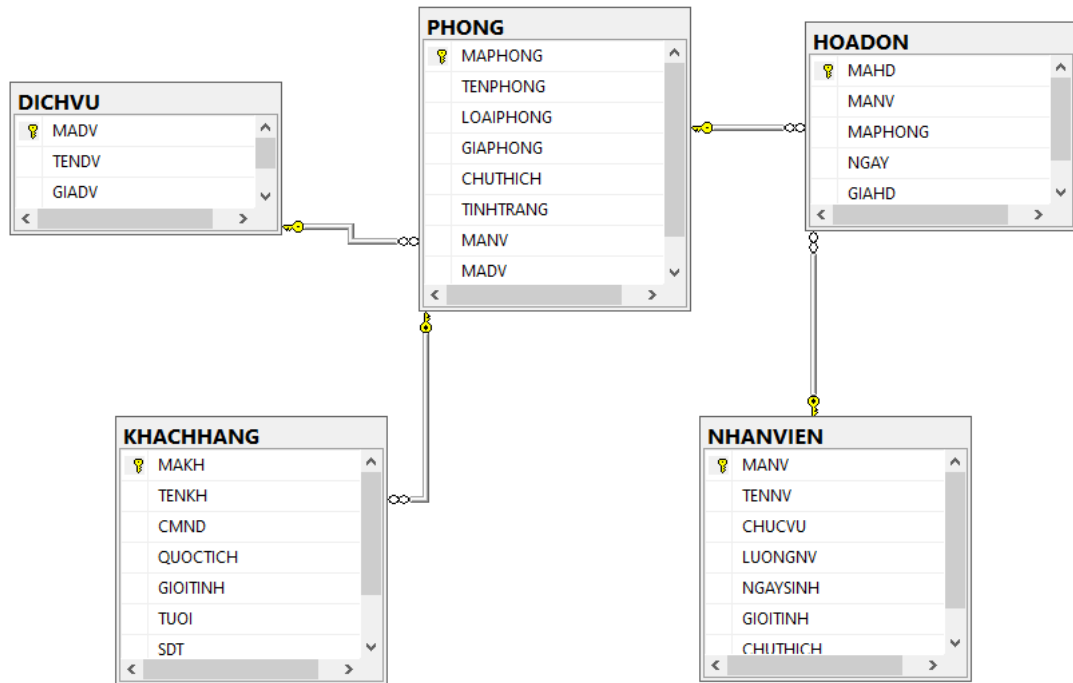 DICHVU
MADV
TENDV
GIADV
PHONG
MAPHONG
TENPHONG
LOAIPHONG
GIAPHONG
CHUTHICH
TINHTRANG
MANV
MADV
HOADON
MAHD
MANV
MAPHONG
NGAY
GIAHD
KHACHHANG
MAKH
TENKH
CMND
QUOCTICH
GIOITINH
TUOI
SDT
NHANVIEN
MANV
TENNV
CHUCVU
LUONGNV
NGAYSINH
GIOITINH
CHUTHICH